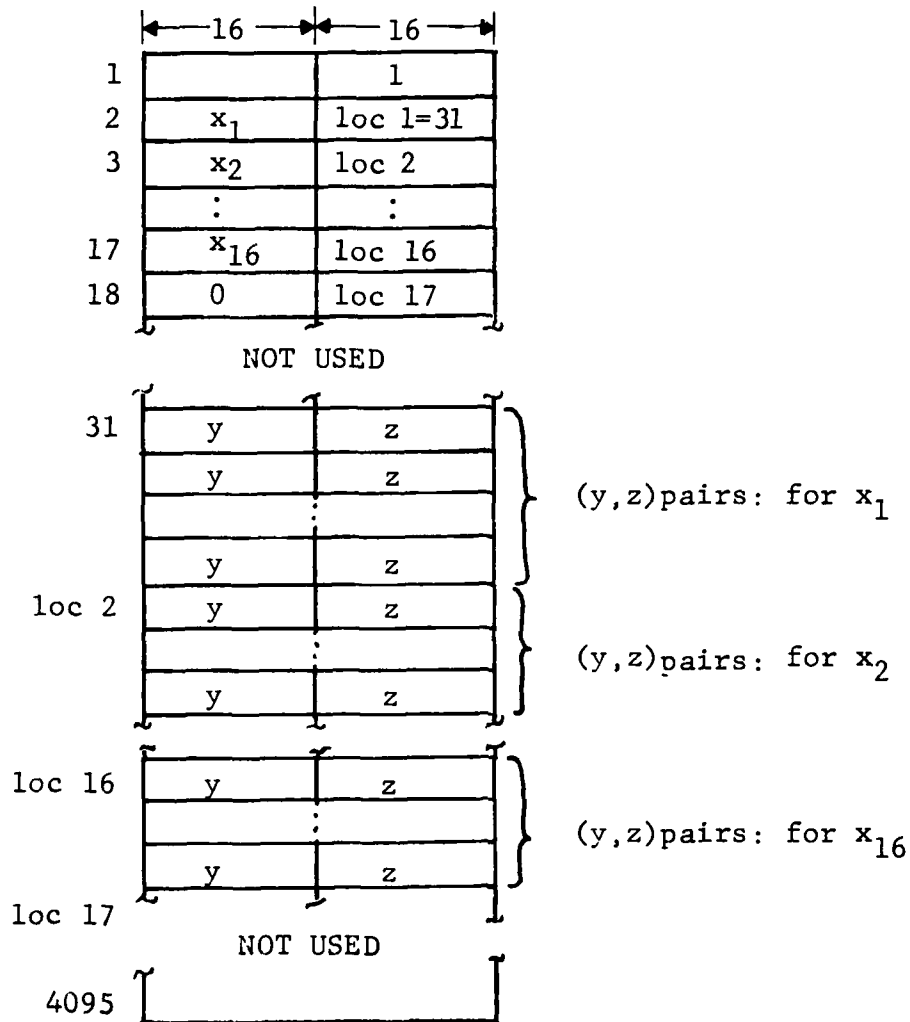 16 16
1 1
2 x1 loc 1=31
3 x2 loc 2
: :
17 x16 loc 16
18 0 loc 17
NOT USED
31 y z
y z
(y,z)pairs: for x1
y z
loc 2 y z
(y,z)pairs: for x2
y z
loc 16 y z
(y,z)pairs: for x16
y z
loc 17
NOT USED
4095